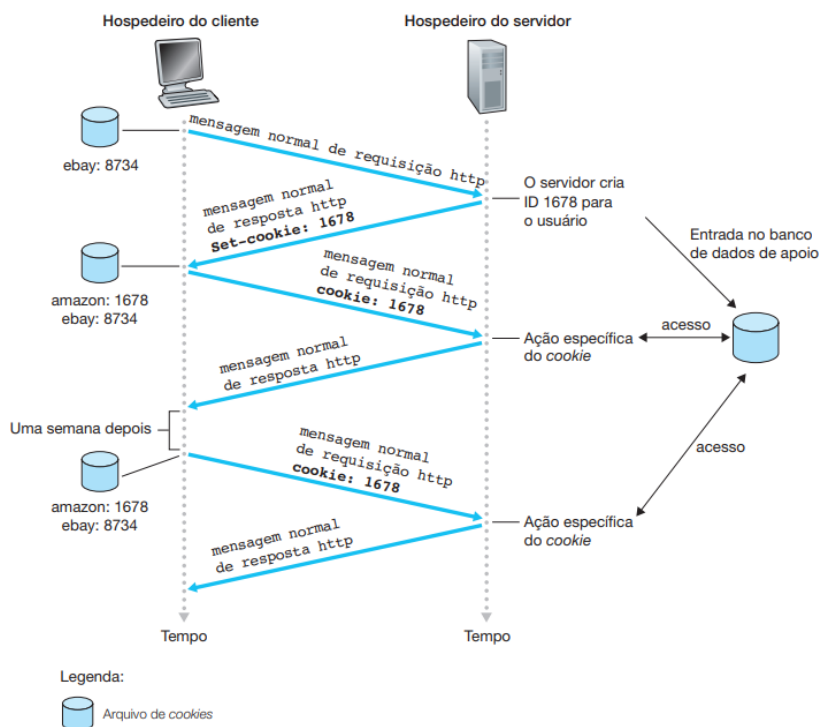 Hospedeiro do cliente
Hospedeiro do servidor
ebay: 8734
mensagem normal de requisição http
O servidor cria
ID 1678 para
o usuário
mensagem normal
de resposta http
Set-cookie: 1678
Entrada no banco
de dados de apoio
amazon: 1678
ebay: 8734
mensagem normal
de requisição http
cookie: 1678
Ação específica
do cookie
acesso
mensagem normal
de resposta http
Uma semana depois
amazon: 1678
ebay: 8734
mensagem normal
de requisição http
cookie: 1678
acesso
Ação específica
do cookie
mensagem normal
de resposta http
Tempo
Tempo
Legenda:
Arquivo de cookies